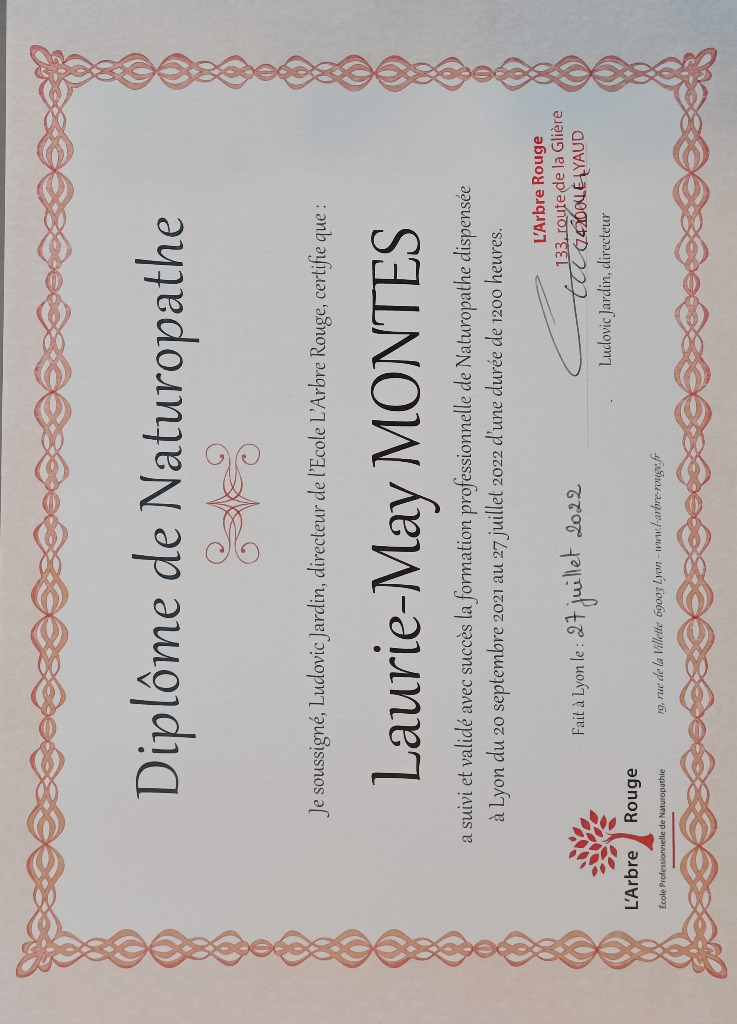 Diplôme de Naturopathe
Je soussigné, Ludovic Jardin, directeur de l'Ecole L'Arbre Rouge, certifie que :
Laurie-May MONTES
a suivi et validé avec succès la formation professionnelle de Naturopathe dispensée
à Lyon du 20 septembre 2021 au 27 juillet 2022 d'une durée de 1200 heures.
L'Arbre Rouge
133, route de la Glière
74200 LE LYAUD
Fait à Lyon le : 27 juillet 2022
Ludovic Jardin, directeur
L'Arbre Rouge
École Professionnelle de Naturopathie
19, rue de la Villette 69003 Lyon - www.l-arbre-rouge.fr